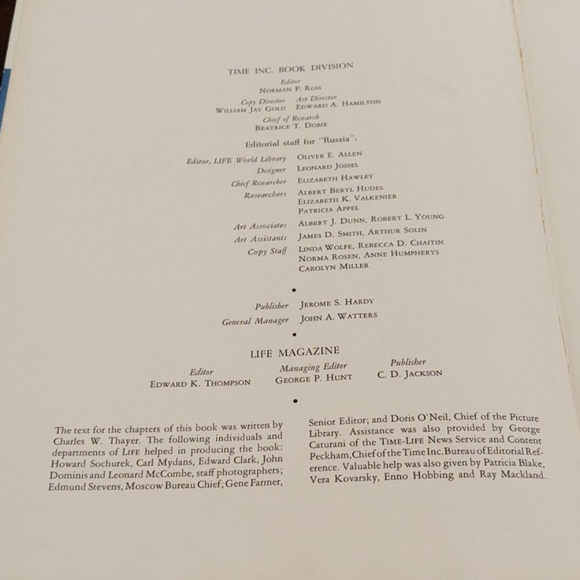 TIME INC. BOOK DIVISION
Editor
NORMAN P. ROSS
Copy Director Art Director
WILLIAM JAY GOLD EDWARD A. HAMILTON
Chief of Research
BEATRICE T. DOBIE
Editorial staff for "Russia":
Editor, LIFE World Library OLIVER E. ALLEN
Designer LEONARD JOSSEL
Chief Researcher ELIZABETH HAWLEY
Researchers ALBERT BERYL HUDES
ELIZABETH K. VALKENIER
PATRICIA APPEL
Art Associates ALBERT J. DUNN, ROBERT L. YOUNG
Art Assistants JAMES D. SMITH, ARTHUR SOLIN
Copy Staff LINDA WOLFE, REBECCA D. CHAITIN
NORMA ROSEN, ANNE HUMPHERYS
CAROLYN MILLER
Publisher JEROME S. HARDY
General Manager JOHN A. WATTERS
LIFE MAGAZINE
Editor Managing Editor Publisher
EDWARD K. THOMPSON GEORGE P. HUNT C. D. JACKSON
The text for the chapters of this book was written by
Charles W. Thayer. The following individuals and
departments of LIFE helped in producing the book:
Howard Sochurek, Carl Mydans, Edward Clark, John
Dominis and Leonard McCombe, staff photographers;
Edmund Stevens, Moscow Bureau Chief; Gene Farmer,
Senior Editor; and Doris O'Neil, Chief of the Picture
Library. Assistance was also provided by George
Caturani of the TIME-LIFE News Service and Content
Peckham, Chief of the Time Inc. Bureau of Editorial Ref-
erence. Valuable help was also given by Patricia Blake,
Vera Kovarsky, Enno Hobbing and Ray Mackland.